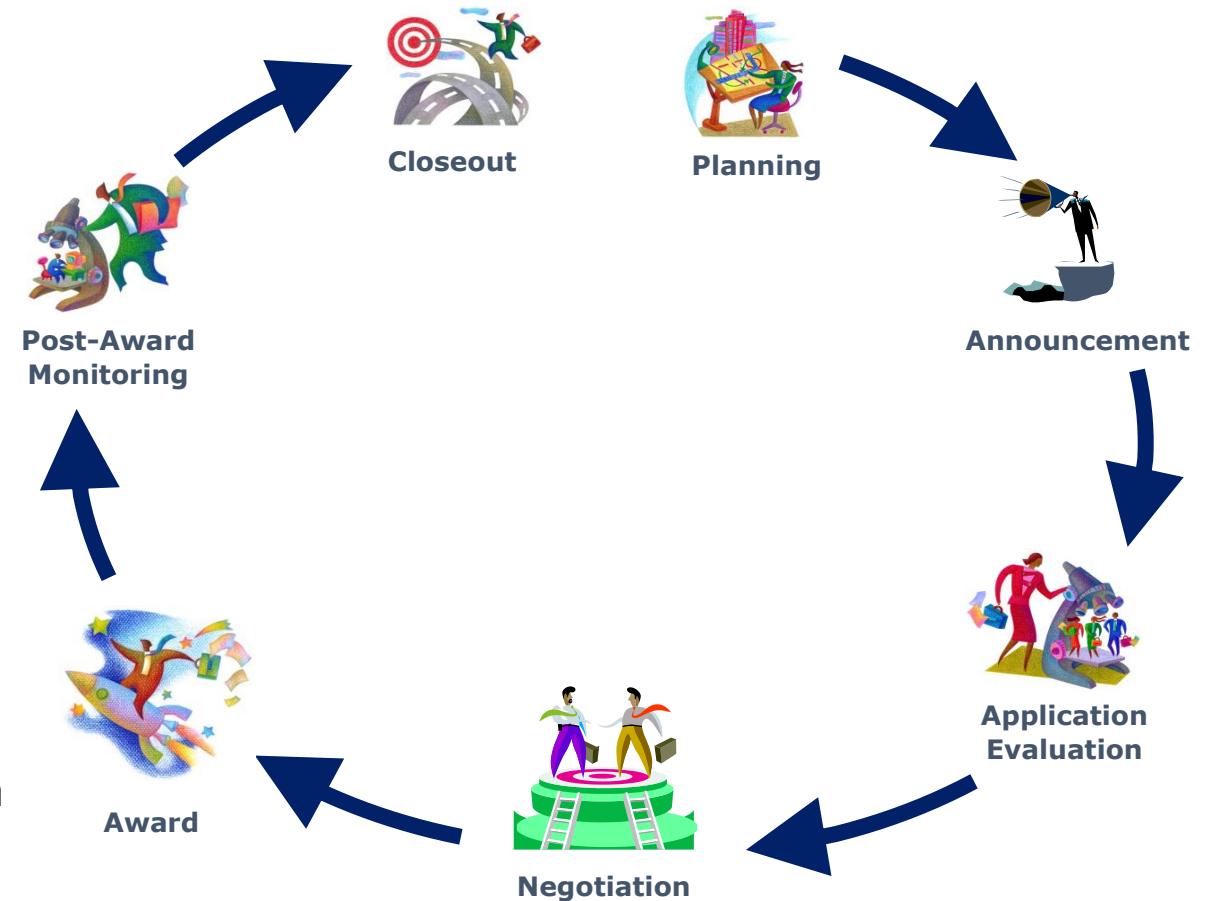 Closeout
Planning
Announcement
Application
Evaluation
Negotiation
Award
Post-Award
Monitoring